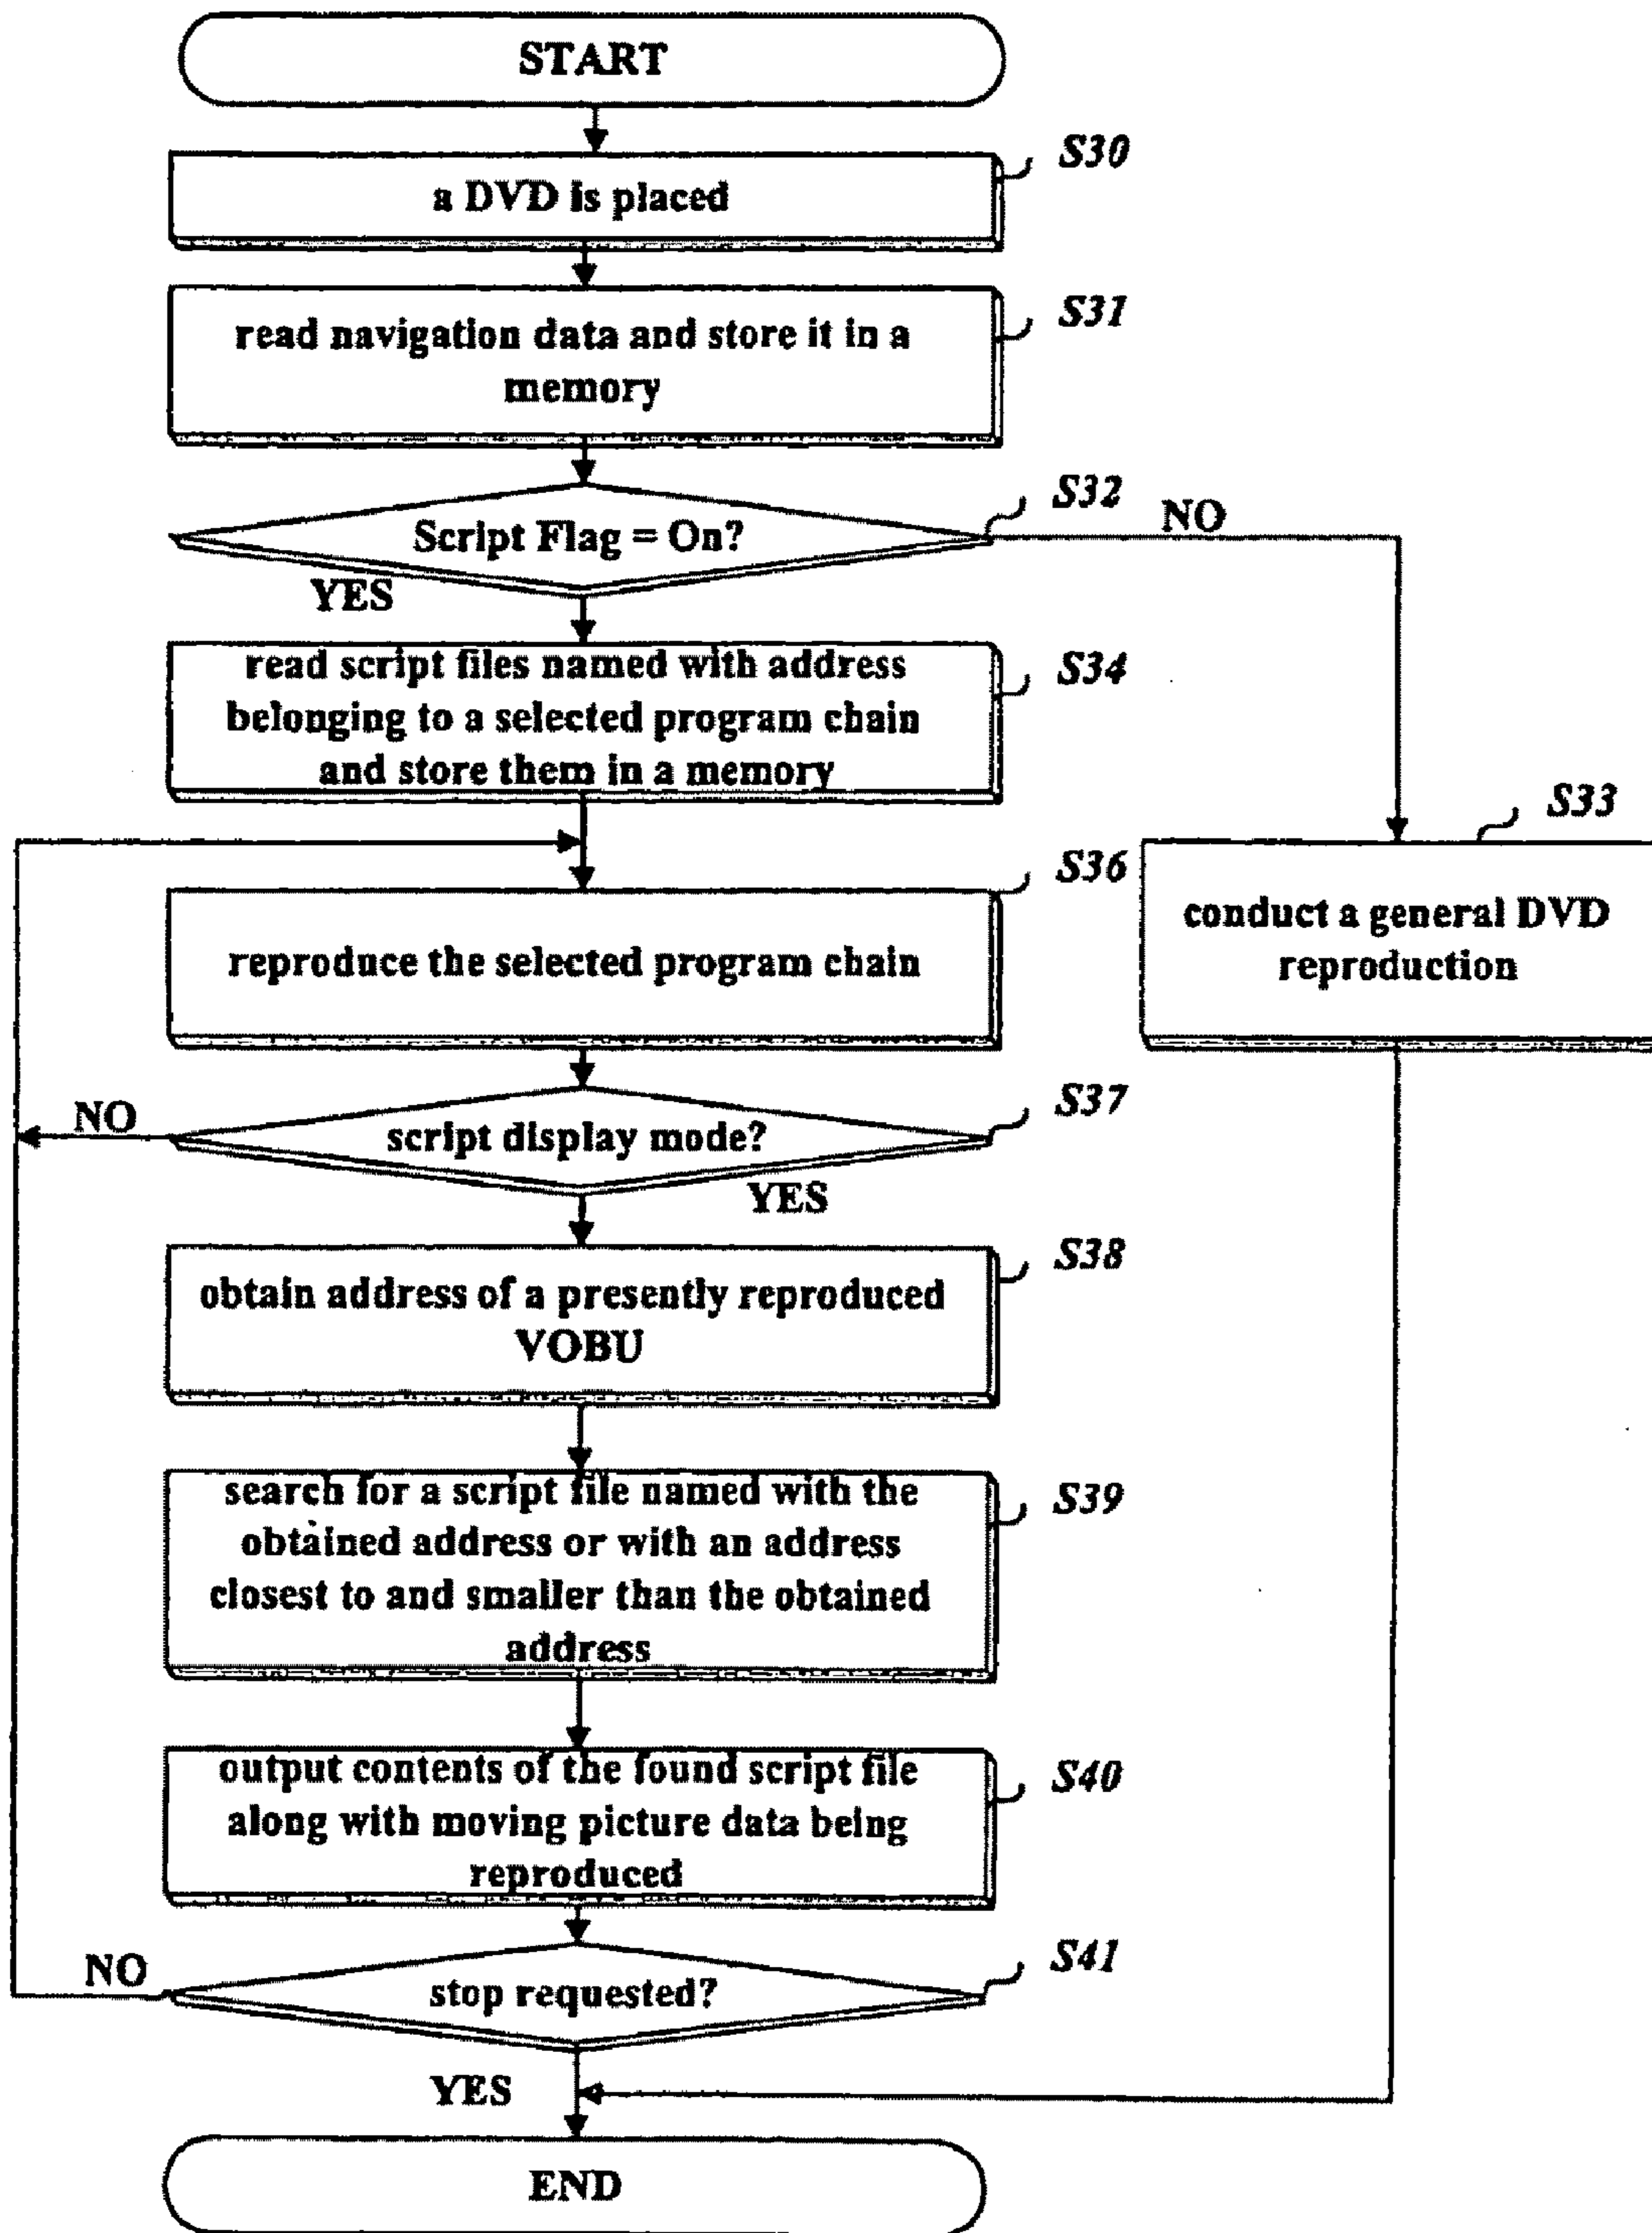 START
S30
a DVD is placed
S31
read navigation data and store it in a
memory
S32
NO
Script Flag = On?
YES
S34
read script files named with address
belonging to a selected program chain
and store them in a memory
S33
conduct a general DVD
reproduction
S36
reproduce the selected program chain
S37
NO
script display mode?
YES
S38
obtain address of a presently reproduced
VOBU
S39
search for a script file named with the
obtained address or with an address
closest to and smaller than the obtained
address
S40
output contents of the found script file
along with moving picture data being
reproduced
S41
NO
stop requested?
YES
END